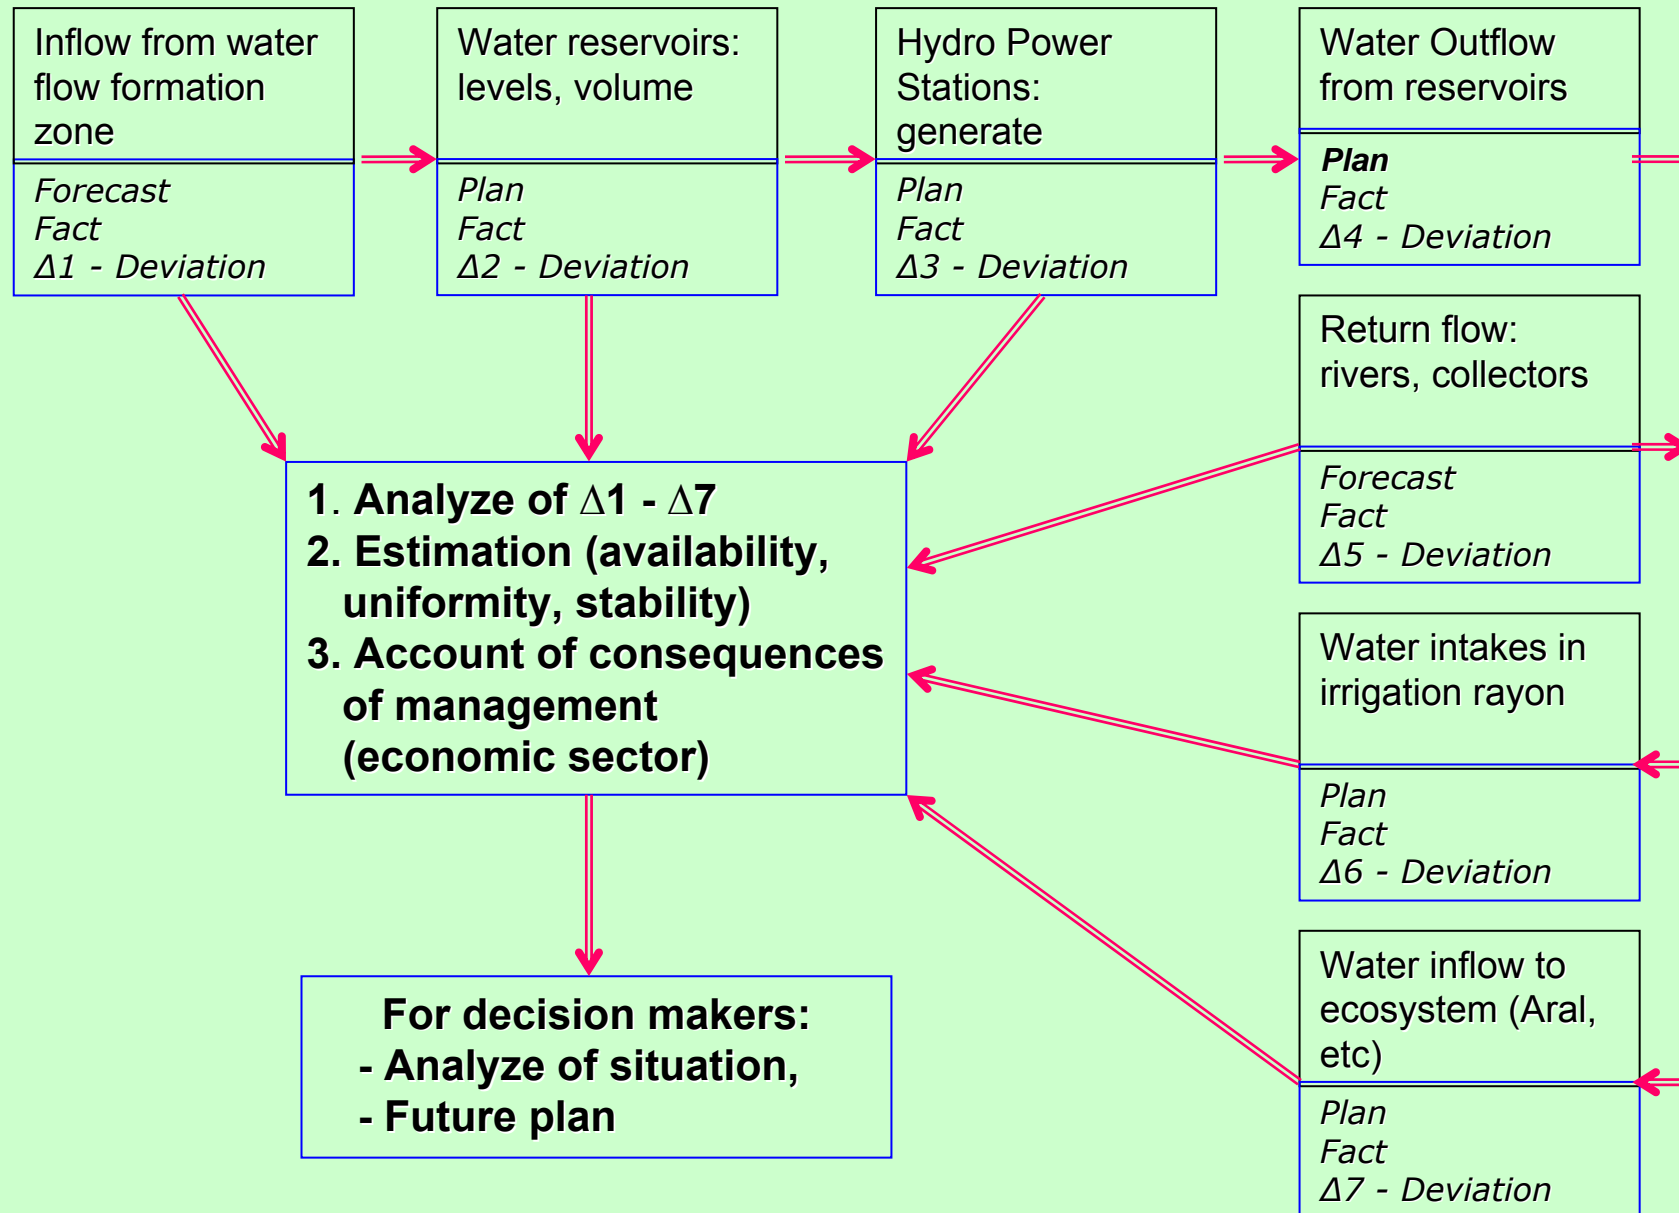 Inflow from water
flow formation
zone
Forecast
Fact
Δ1 - Deviation
Water reservoirs:
levels, volume
Plan
Fact
Δ2 - Deviation
Hydro Power
Stations:
generate
Plan
Fact
Δ3 - Deviation
Water Outflow
from reservoirs
Plan
Fact
Δ4 - Deviation
Return flow:
rivers, collectors
Forecast
Fact
Δ5 - Deviation
Water intakes in
irrigation rayon
Plan
Fact
Δ6 - Deviation
Water inflow to
ecosystem (Aral,
etc)
Plan
Fact
Δ7 - Deviation
1. Analyze of Δ1 - Δ7
2. Estimation (availability,
uniformity, stability)
3. Account of consequences
of management
(economic sector)
For decision makers:
- Analyze of situation,
- Future plan